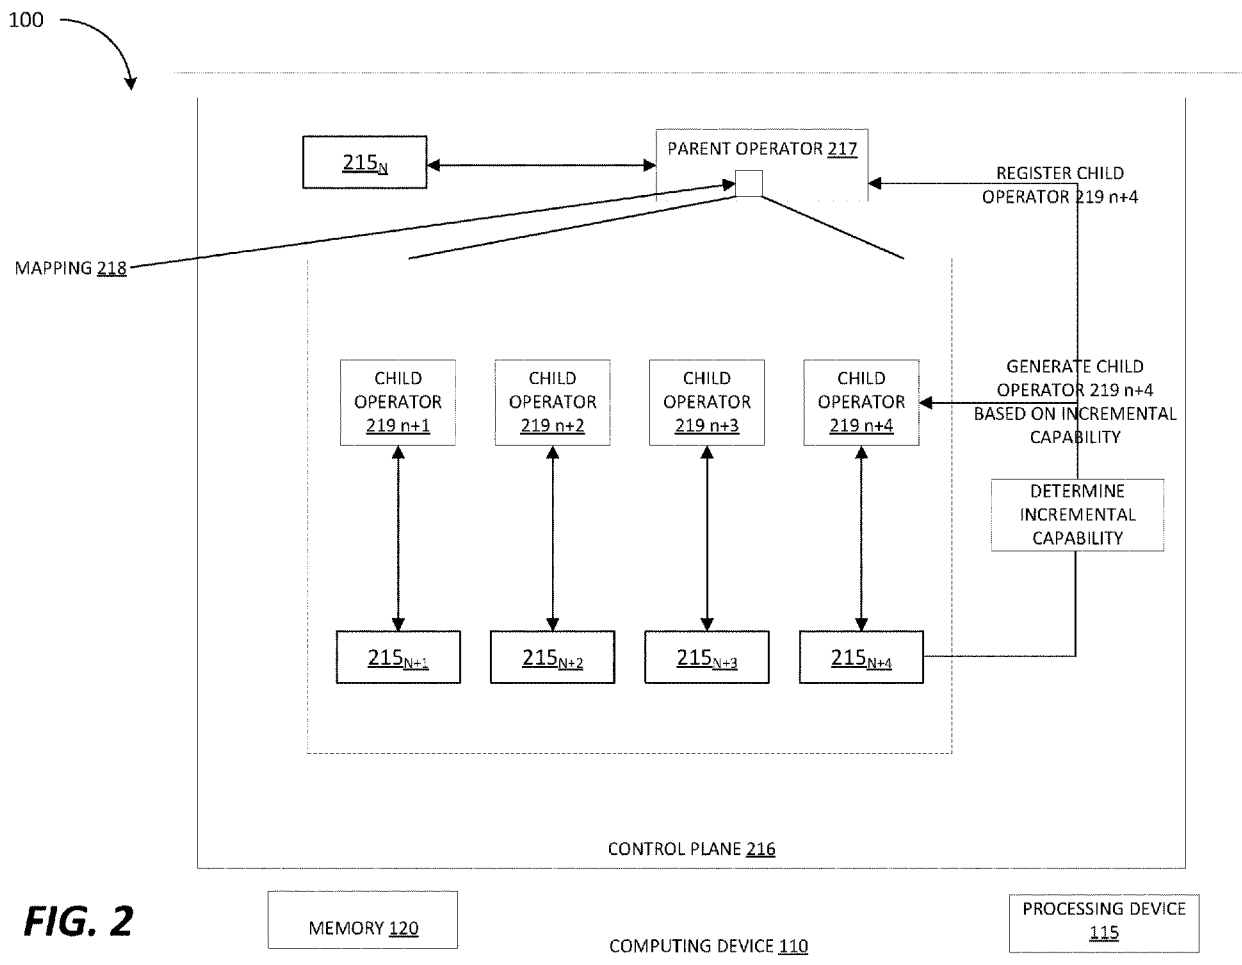 100
215N
PARENT OPERATOR 217
REGISTER CHILD
OPERATOR 219 n+4
MAPPING 218
CHILD
OPERATOR
219 n+1
CHILD
OPERATOR
219 n+2
CHILD
OPERATOR
219 n+3
CHILD
OPERATOR
219 n+4
GENERATE CHILD
OPERATOR 219 n+4
BASED ON INCREMENTAL
CAPABILITY
DETERMINE
INCREMENTAL
CAPABILITY
215N+1
215N+2
215N+3
215N+4
CONTROL PLANE 216
FIG. 2
MEMORY 120
COMPUTING DEVICE 110
PROCESSING DEVICE
115